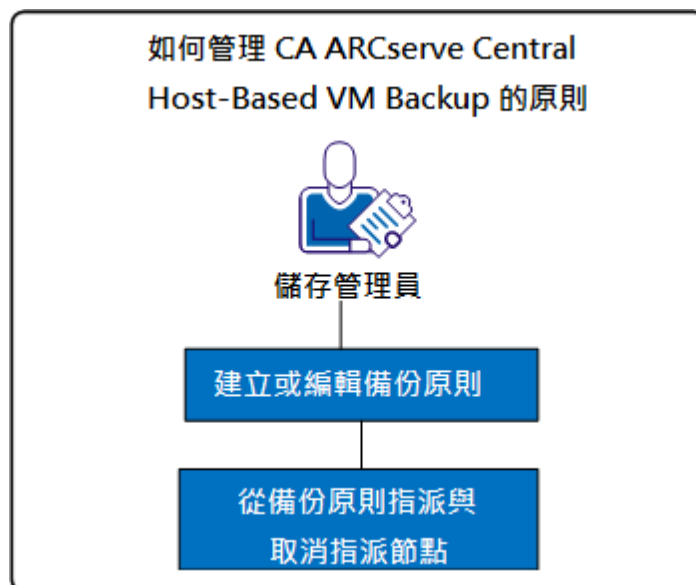 如何管理 CA ARCserve Central
Host-Based VM Backup 的原則
儲存管理員
建立或編輯備份原則
從備份原則指派與
取消指派節點